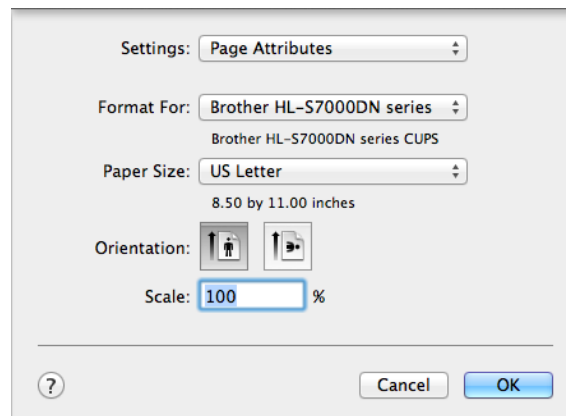 Settings: Page Attributes
Format For: Brother HL-S7000DN series
Brother HL-S7000DN series CUPS
Paper Size: US Letter
8.50 by 11.00 inches
Orientation:
Scale: 100 %
? Cancel OK